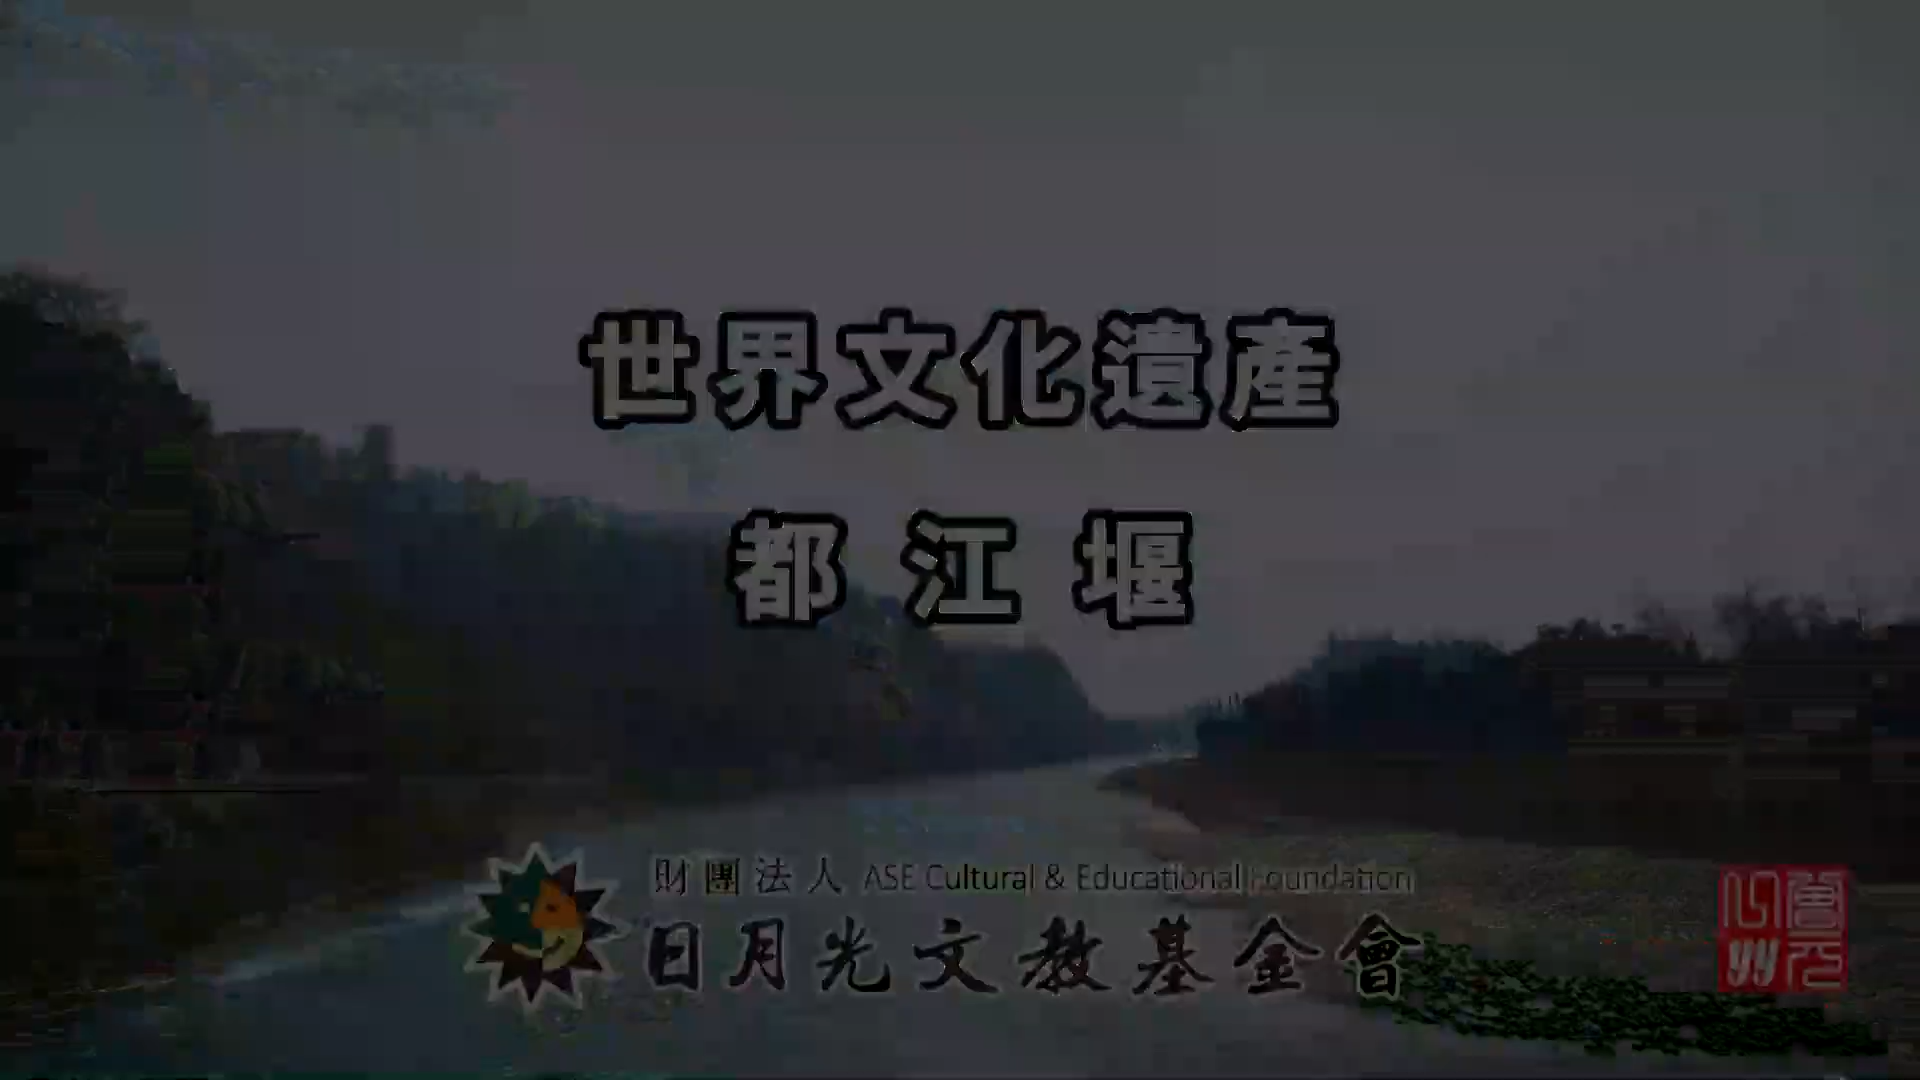 世界文化遺產
都江堰
財團法人 ASE Cultural & Educational Foundation
日月光文教基金會